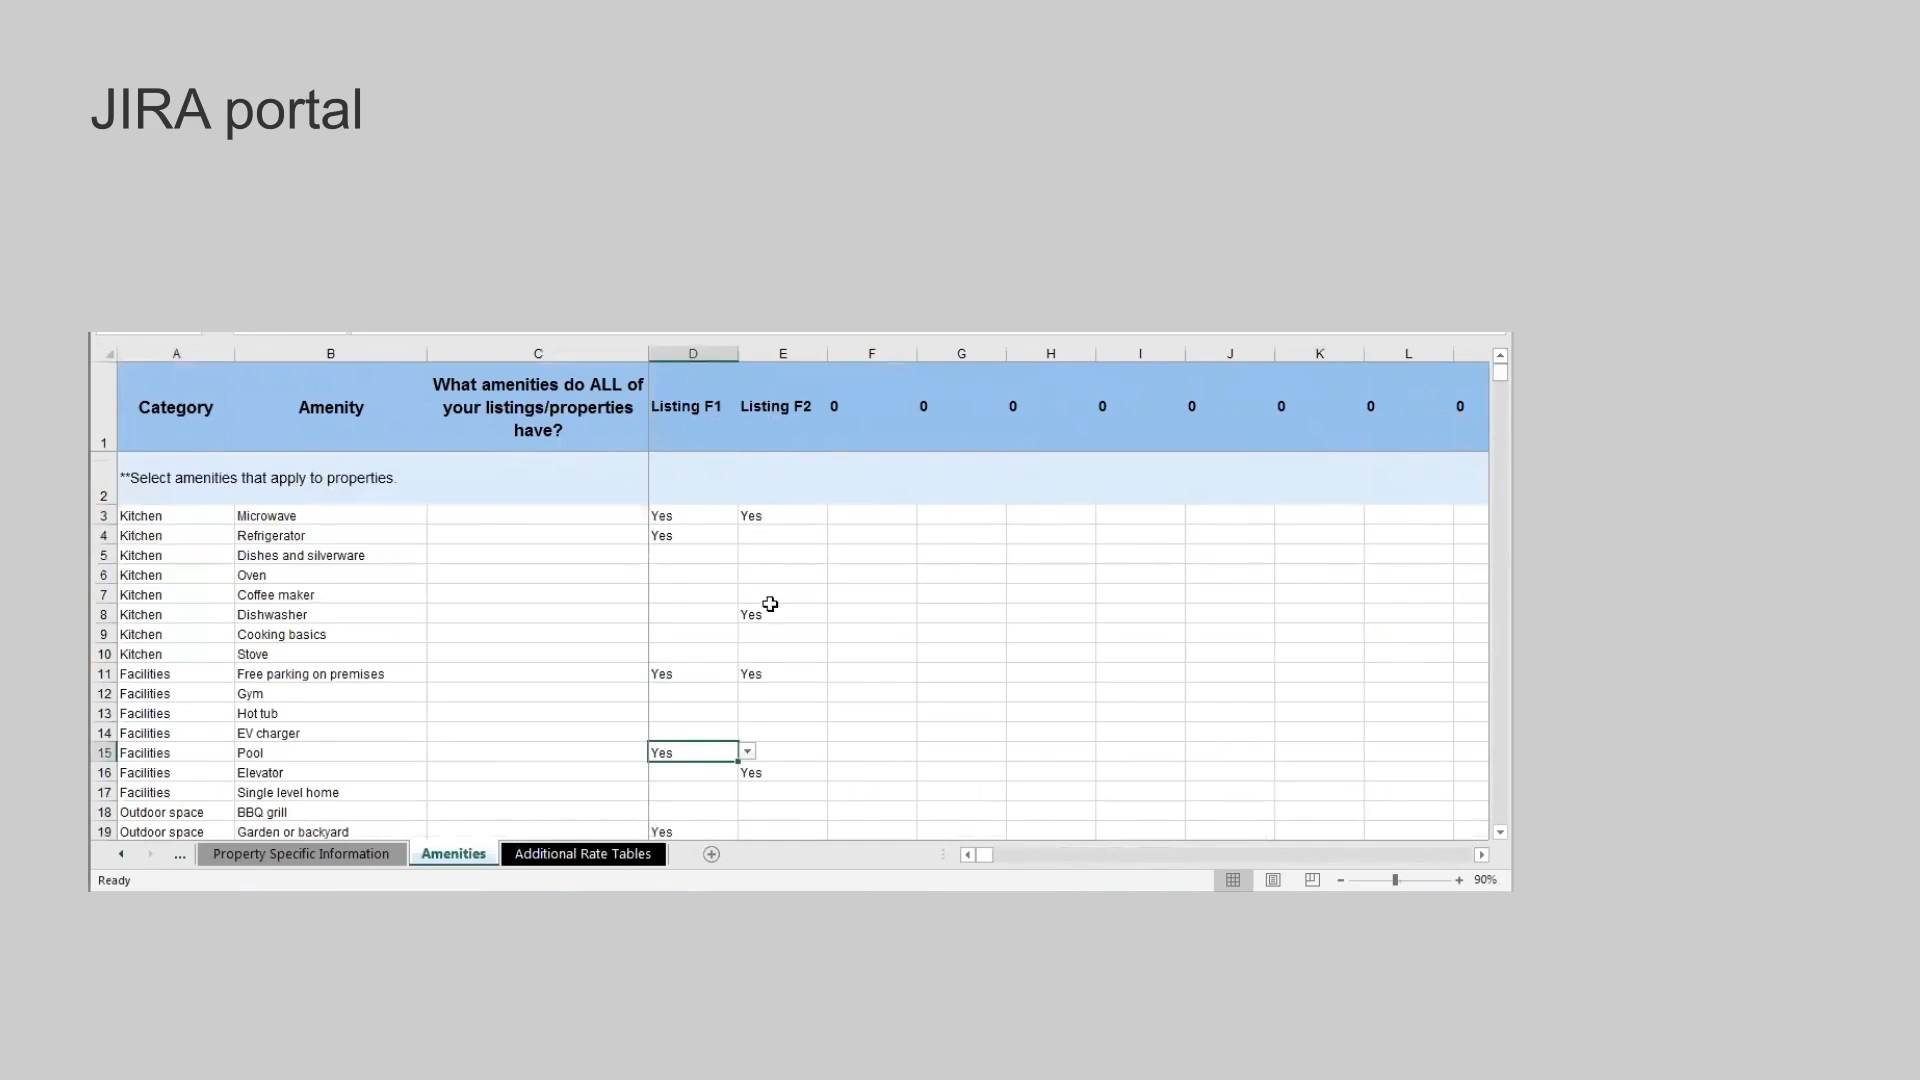 JIRA portal
A B C D E F G H I J K L
Category Amenity What amenities do ALL of your listings/properties have? Listing F1 Listing F2 0 0 0 0 0 0 0 0
1
**Select amenities that apply to properties.
2
3 Kitchen Microwave Yes Yes
4 Kitchen Refrigerator Yes
5 Kitchen Dishes and silverware
6 Kitchen Oven
7 Kitchen Coffee maker
8 Kitchen Dishwasher Yes
9 Kitchen Cooking basics
10 Kitchen Stove
11 Facilities Free parking on premises Yes Yes
12 Facilities Gym
13 Facilities Hot tub
14 Facilities EV charger
15 Facilities Pool Yes
16 Facilities Elevator Yes
17 Facilities Single level home
18 Outdoor space BBQ grill
19 Outdoor space Garden or backyard Yes
... Property Specific Information Amenities Additional Rate Tables
Ready 90%